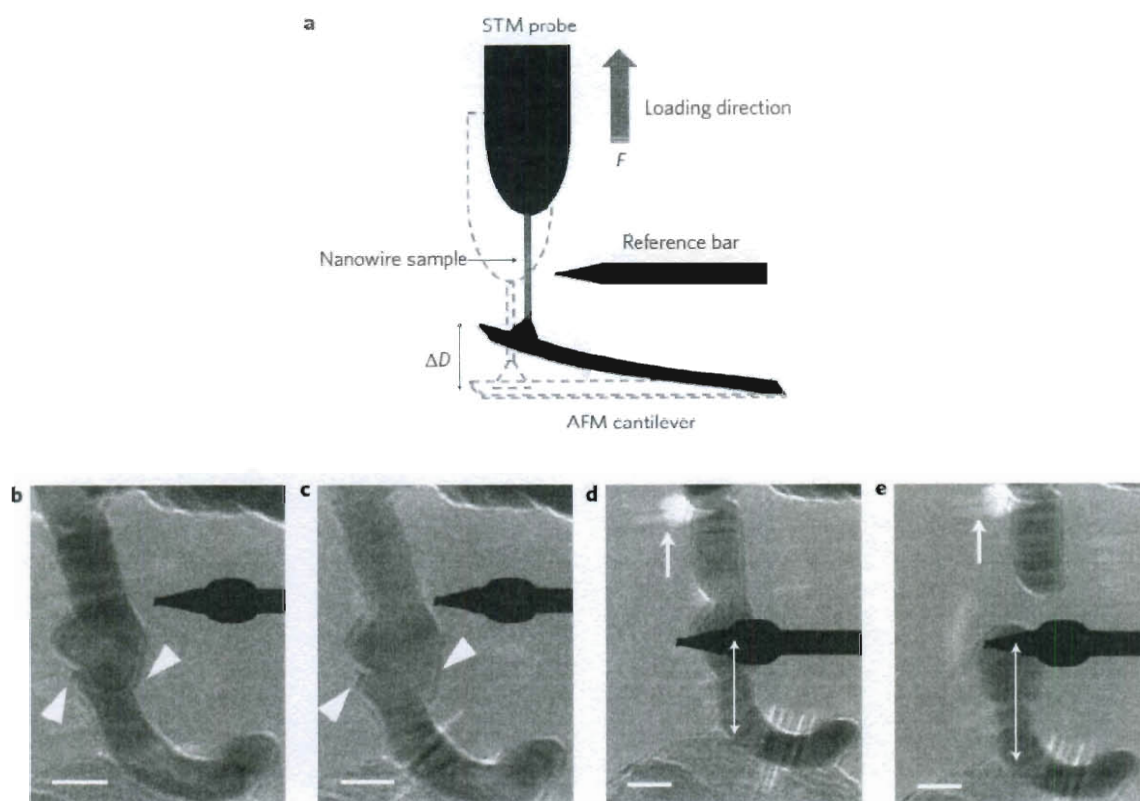 a
STM probe
Loading direction
F
Reference bar
Nanowire sample
ΔD
AFM cantilever
b
c
d
e